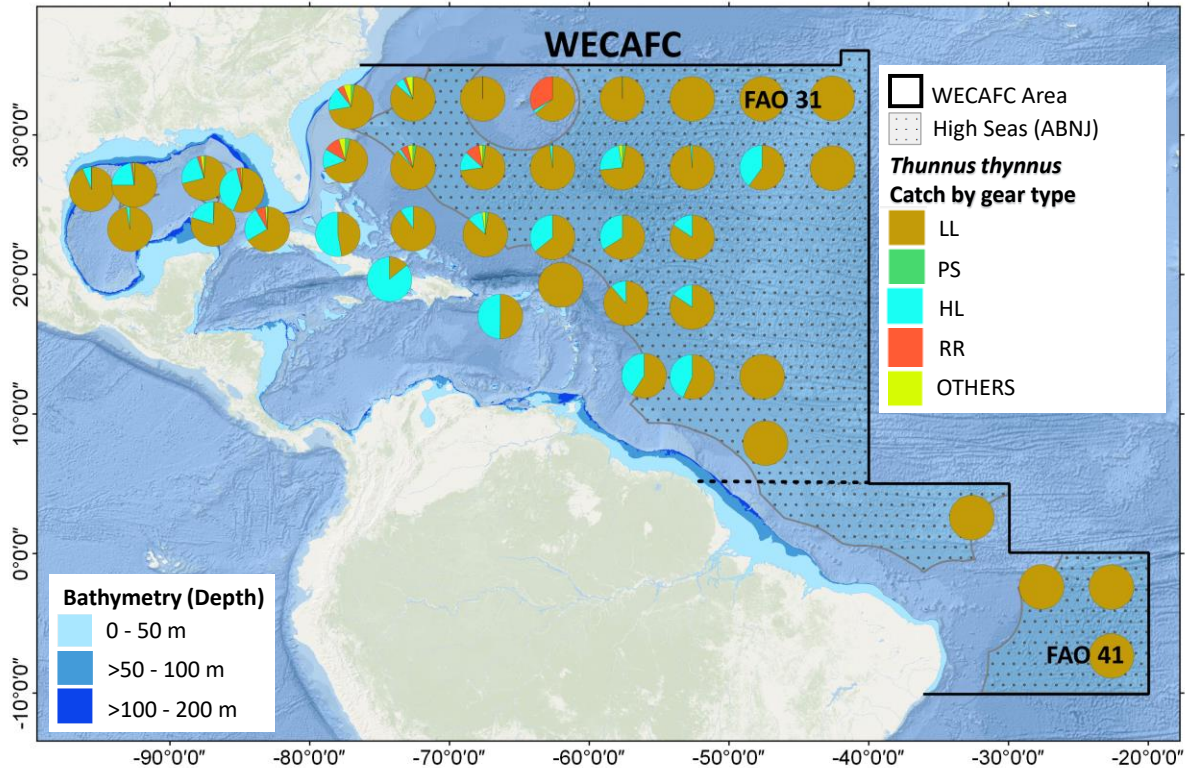 WECAFC
FAO 31
WECAFC Area
High Seas (ABNJ)
Thunnus thynnus
Catch by gear type
LL
PS
HL
RR
OTHERS
30°0'0"
20°0'0"
10°0'0"
0°0'0"
-10°0'0"
FAO 41
Bathymetry (Depth)
0 - 50 m
>50 - 100 m
>100 - 200 m
-90°0'0"
-80°0'0"
-70°0'0"
-60°0'0"
-50°0'0"
-40°0'0"
-30°0'0"
-20°0'0"